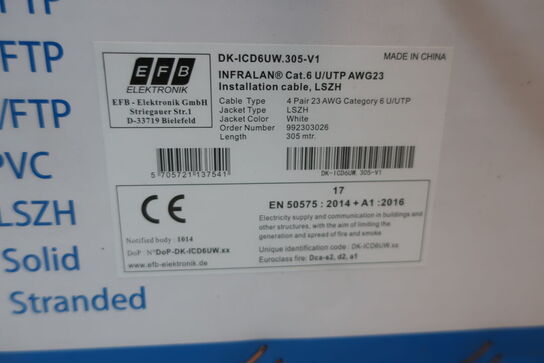 FTP
/FTP
PVC
LSZH
Solid
Stranded
EFB
ELEKTRONIK
EFB - Elektronik GmbH
Striegauer Str.1
D-33719 Bielefeld
DK-ICD6UW.305-V1
MADE IN CHINA
INFRALAN® Cat.6 U/UTP AWG23
Installation cable, LSZH
Cable Type 4 Pair 23 AWG Category 6 U/UTP
Jacket Type LSZH
Jacket Color White
Order Number 992303026
Length 305 mtr.
5 705721 137541
DK-ICD6UW.305-V1
CE
Notified body : 1014
DoP : N°DoP-DK-ICD6UW.xx
www.efb-elektronik.de
17
EN 50575 : 2014 + A1 :2016
Electricity supply and communication in buildings and
other structures, with the aim of limiting the
generation and spread of fire and smoke
Unique identification code : DK-ICD6UW.xx.
Euroclass fire: Dca-s2, d2, a1